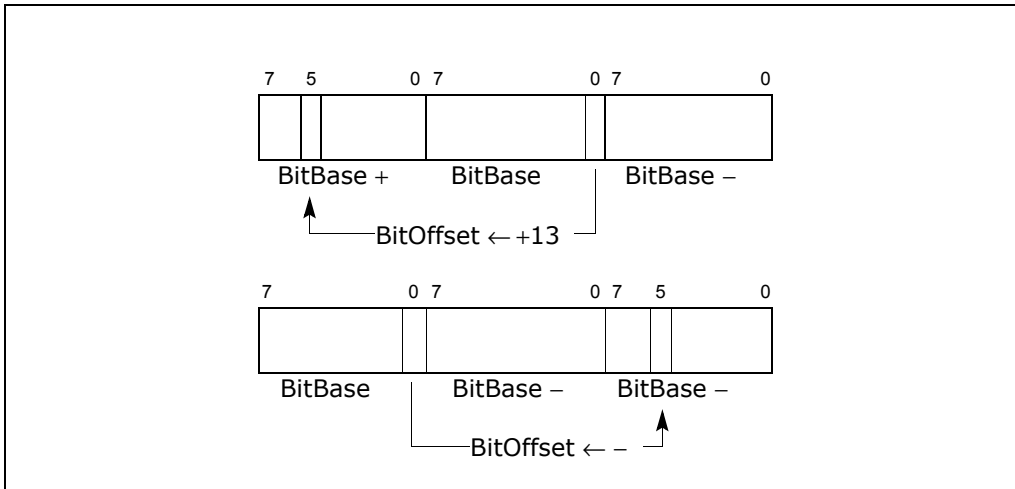 7 5 0 7 0 7 0
BitBase + BitBase BitBase −
BitOffset ← +13
7 0 7 0 7 5 0
BitBase BitBase − BitBase −
BitOffset ← −